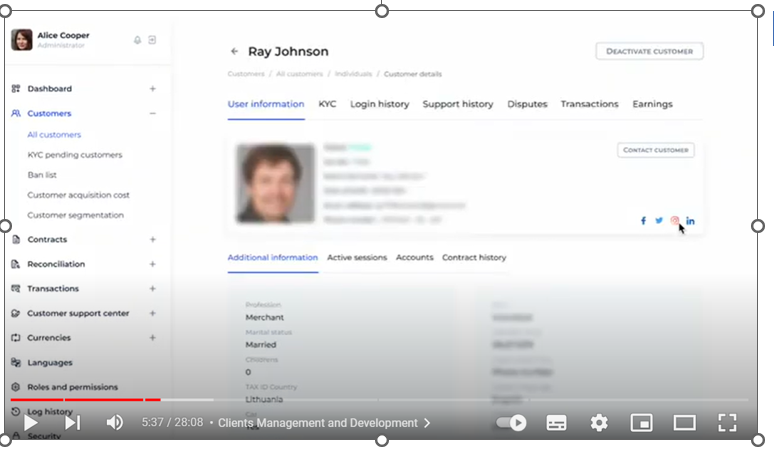 Alice Cooper
Administrator
Dashboard +
Customers −
All customers
KYC pending customers
Ban list
Customer acquisition cost
Customer segmentation
Contracts +
Reconciliation +
Transactions +
Customer support center +
Currencies +
Languages
Roles and permissions
Log history
Security
← Ray Johnson
DEACTIVATE CUSTOMER
Customers / All customers / Individuals / Customer details
User information KYC Login history Support history Disputes Transactions Earnings
CONTACT CUSTOMER
Additional information Active sessions Accounts Contract history
Profession
Merchant
Marital status
Married
Childrens
0
TAX ID Country
Lithuania
5:37 / 28:08 • Clients Management and Development >